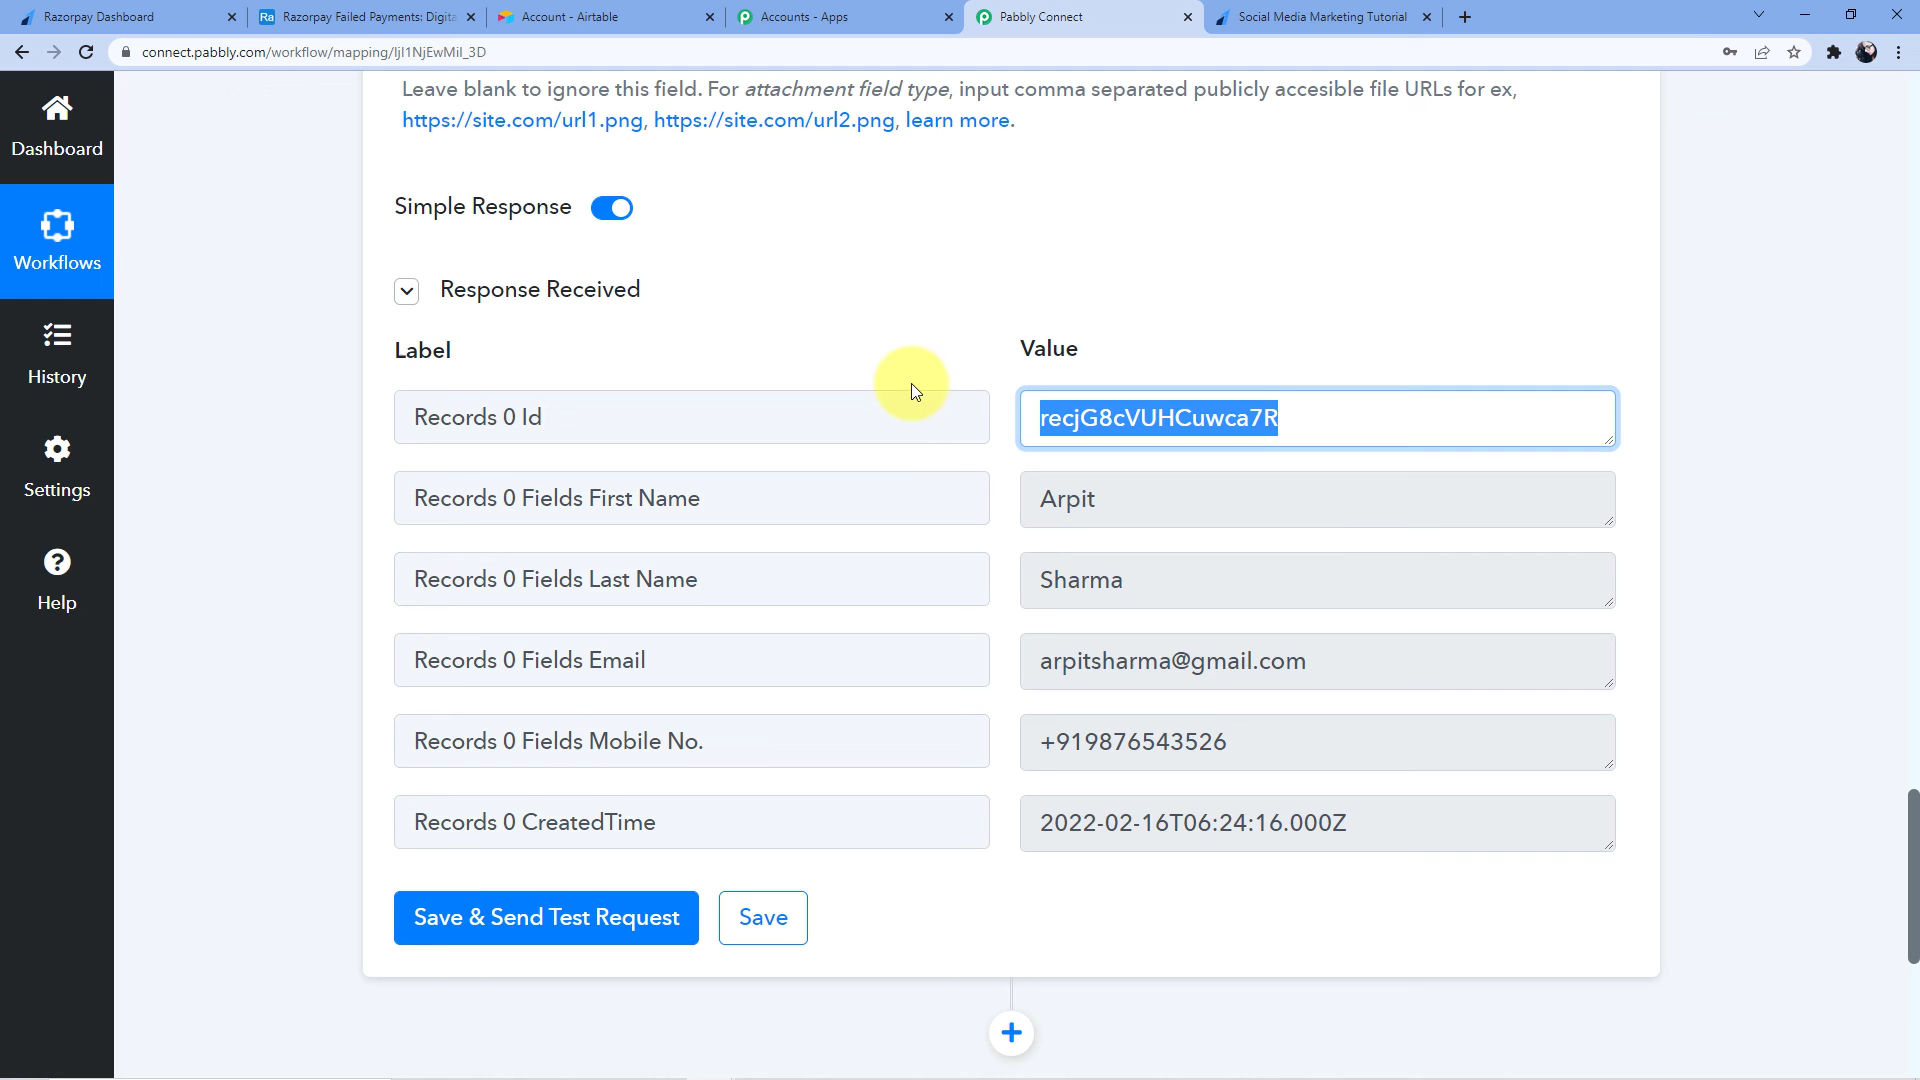 Razorpay Dashboard
Razorpay Failed Payments: Digita
Account - Airtable
Accounts - Apps
Pabbly Connect
Social Media Marketing Tutorial
connect.pabbly.com/workflow/mapping/IjI1NjEwMiI_3D
Dashboard
Workflows
History
Settings
Help
Leave blank to ignore this field. For attachment field type, input comma separated publicly accesible file URLs for ex,
https://site.com/url1.png, https://site.com/url2.png, learn more.
Simple Response
Response Received
Label
Value
Records 0 Id
recjG8cVUHCuwca7R
Records 0 Fields First Name
Arpit
Records 0 Fields Last Name
Sharma
Records 0 Fields Email
arpitsharma@gmail.com
Records 0 Fields Mobile No.
+919876543526
Records 0 CreatedTime
2022-02-16T06:24:16.000Z
Save & Send Test Request
Save